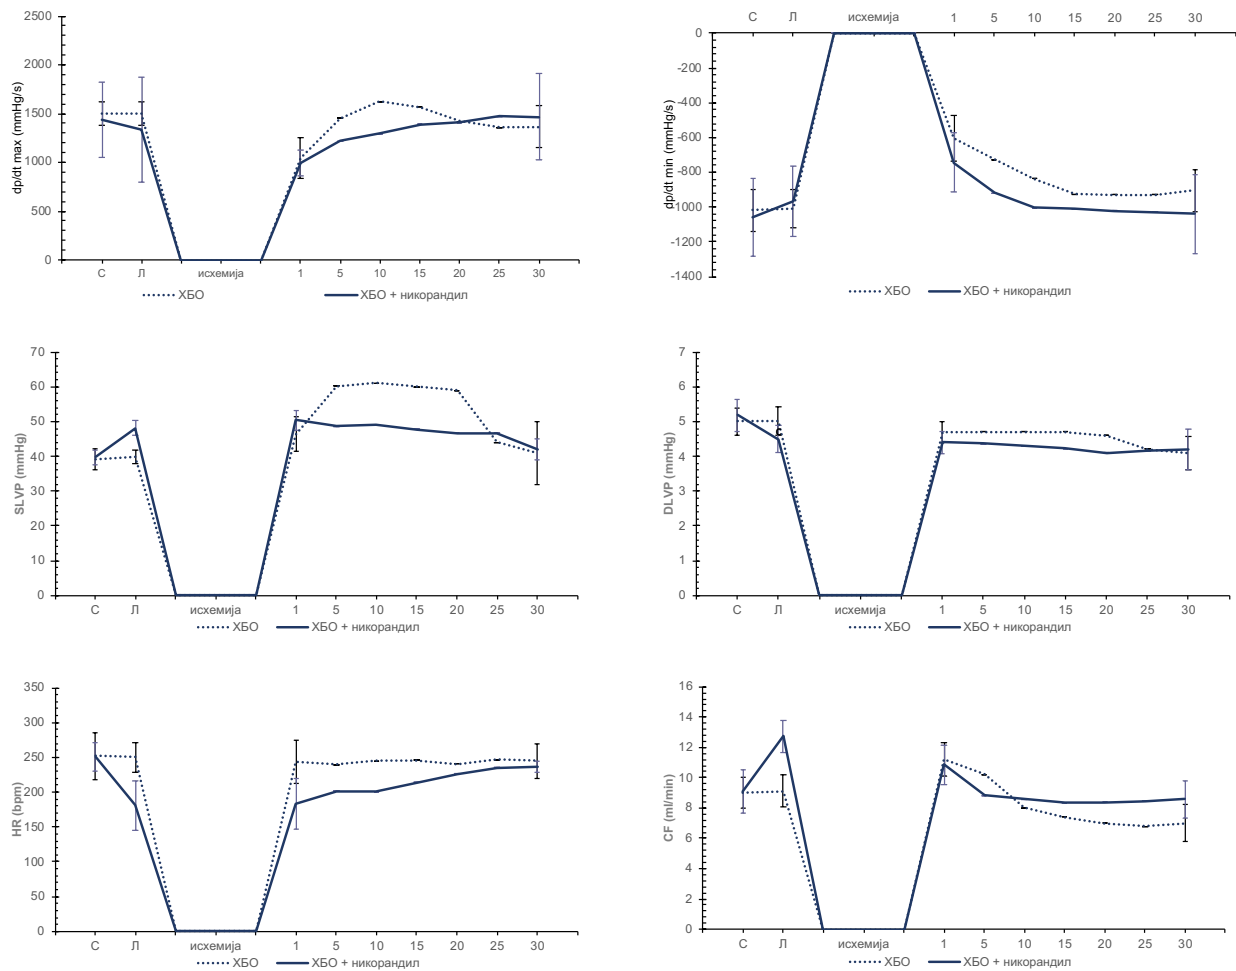 dp/dt max (mmHg/s)
2500
2000
1500
1000
500
0
С Л исхемија 1 5 10 15 20 25 30
ХБО ХБО + никорандил
С Л исхемија 1 5 10 15 20 25 30
dp/dt min (mmHg/s)
0
-200
-400
-600
-800
-1000
-1200
-1400
ХБО ХБО + никорандил
SLVP (mmHg)
70
60
50
40
30
20
10
0
С Л исхемија 1 5 10 15 20 25 30
ХБО ХБО + никорандил
DLVP (mmHg)
7
6
5
4
3
2
1
0
С Л исхемија 1 5 10 15 20 25 30
ХБО ХБО + никорандил
HR (bpm)
350
300
250
200
150
100
50
0
С Л исхемија 1 5 10 15 20 25 30
ХБО ХБО + никорандил
CF (ml/min)
16
14
12
10
8
6
4
2
0
С Л исхемија 1 5 10 15 20 25 30
ХБО ХБО + никорандил